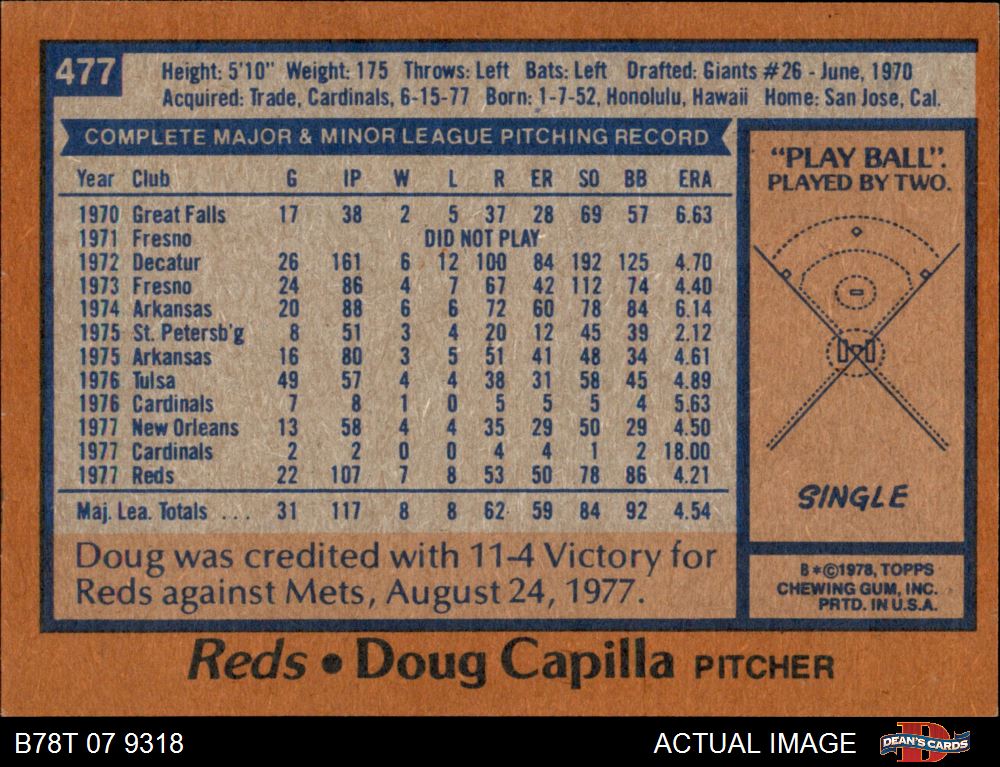 477
Height: 5'10" Weight: 175 Throws: Left Bats: Left Drafted: Giants #26 - June, 1970
Acquired: Trade, Cardinals, 6-15-77 Born: 1-7-52, Honolulu, Hawaii Home: San Jose, Cal.
COMPLETE MAJOR & MINOR LEAGUE PITCHING RECORD
Year Club G IP W L R ER SO BB ERA
1970 Great Falls 17 38 2 5 37 28 69 57 6.63
1971 Fresno DID NOT PLAY
1972 Decatur 26 161 6 12 100 84 192 125 4.70
1973 Fresno 24 86 4 7 67 42 112 74 4.40
1974 Arkansas 20 88 6 6 72 60 78 84 6.14
1975 St. Petersb'g 8 51 3 4 20 12 45 39 2.12
1975 Arkansas 16 80 3 5 51 41 48 34 4.61
1976 Tulsa 49 57 4 4 38 31 58 45 4.89
1976 Cardinals 7 8 1 0 5 5 5 4 5.63
1977 New Orleans 13 58 4 4 35 29 50 29 4.50
1977 Cardinals 2 2 0 0 4 4 1 2 18.00
1977 Reds 22 107 7 8 53 50 78 86 4.21
Maj. Lea. Totals ... 31 117 8 8 62 59 84 92 4.54
Doug was credited with 11-4 Victory for
Reds against Mets, August 24, 1977.
"PLAY BALL".
PLAYED BY TWO.
SINGLE
B*©1978, TOPPS
CHEWING GUM, INC.
PRTD. IN U.S.A.
Reds • Doug Capilla PITCHER
B78T 07 9318
ACTUAL IMAGE
D
DEAN'S CARDS